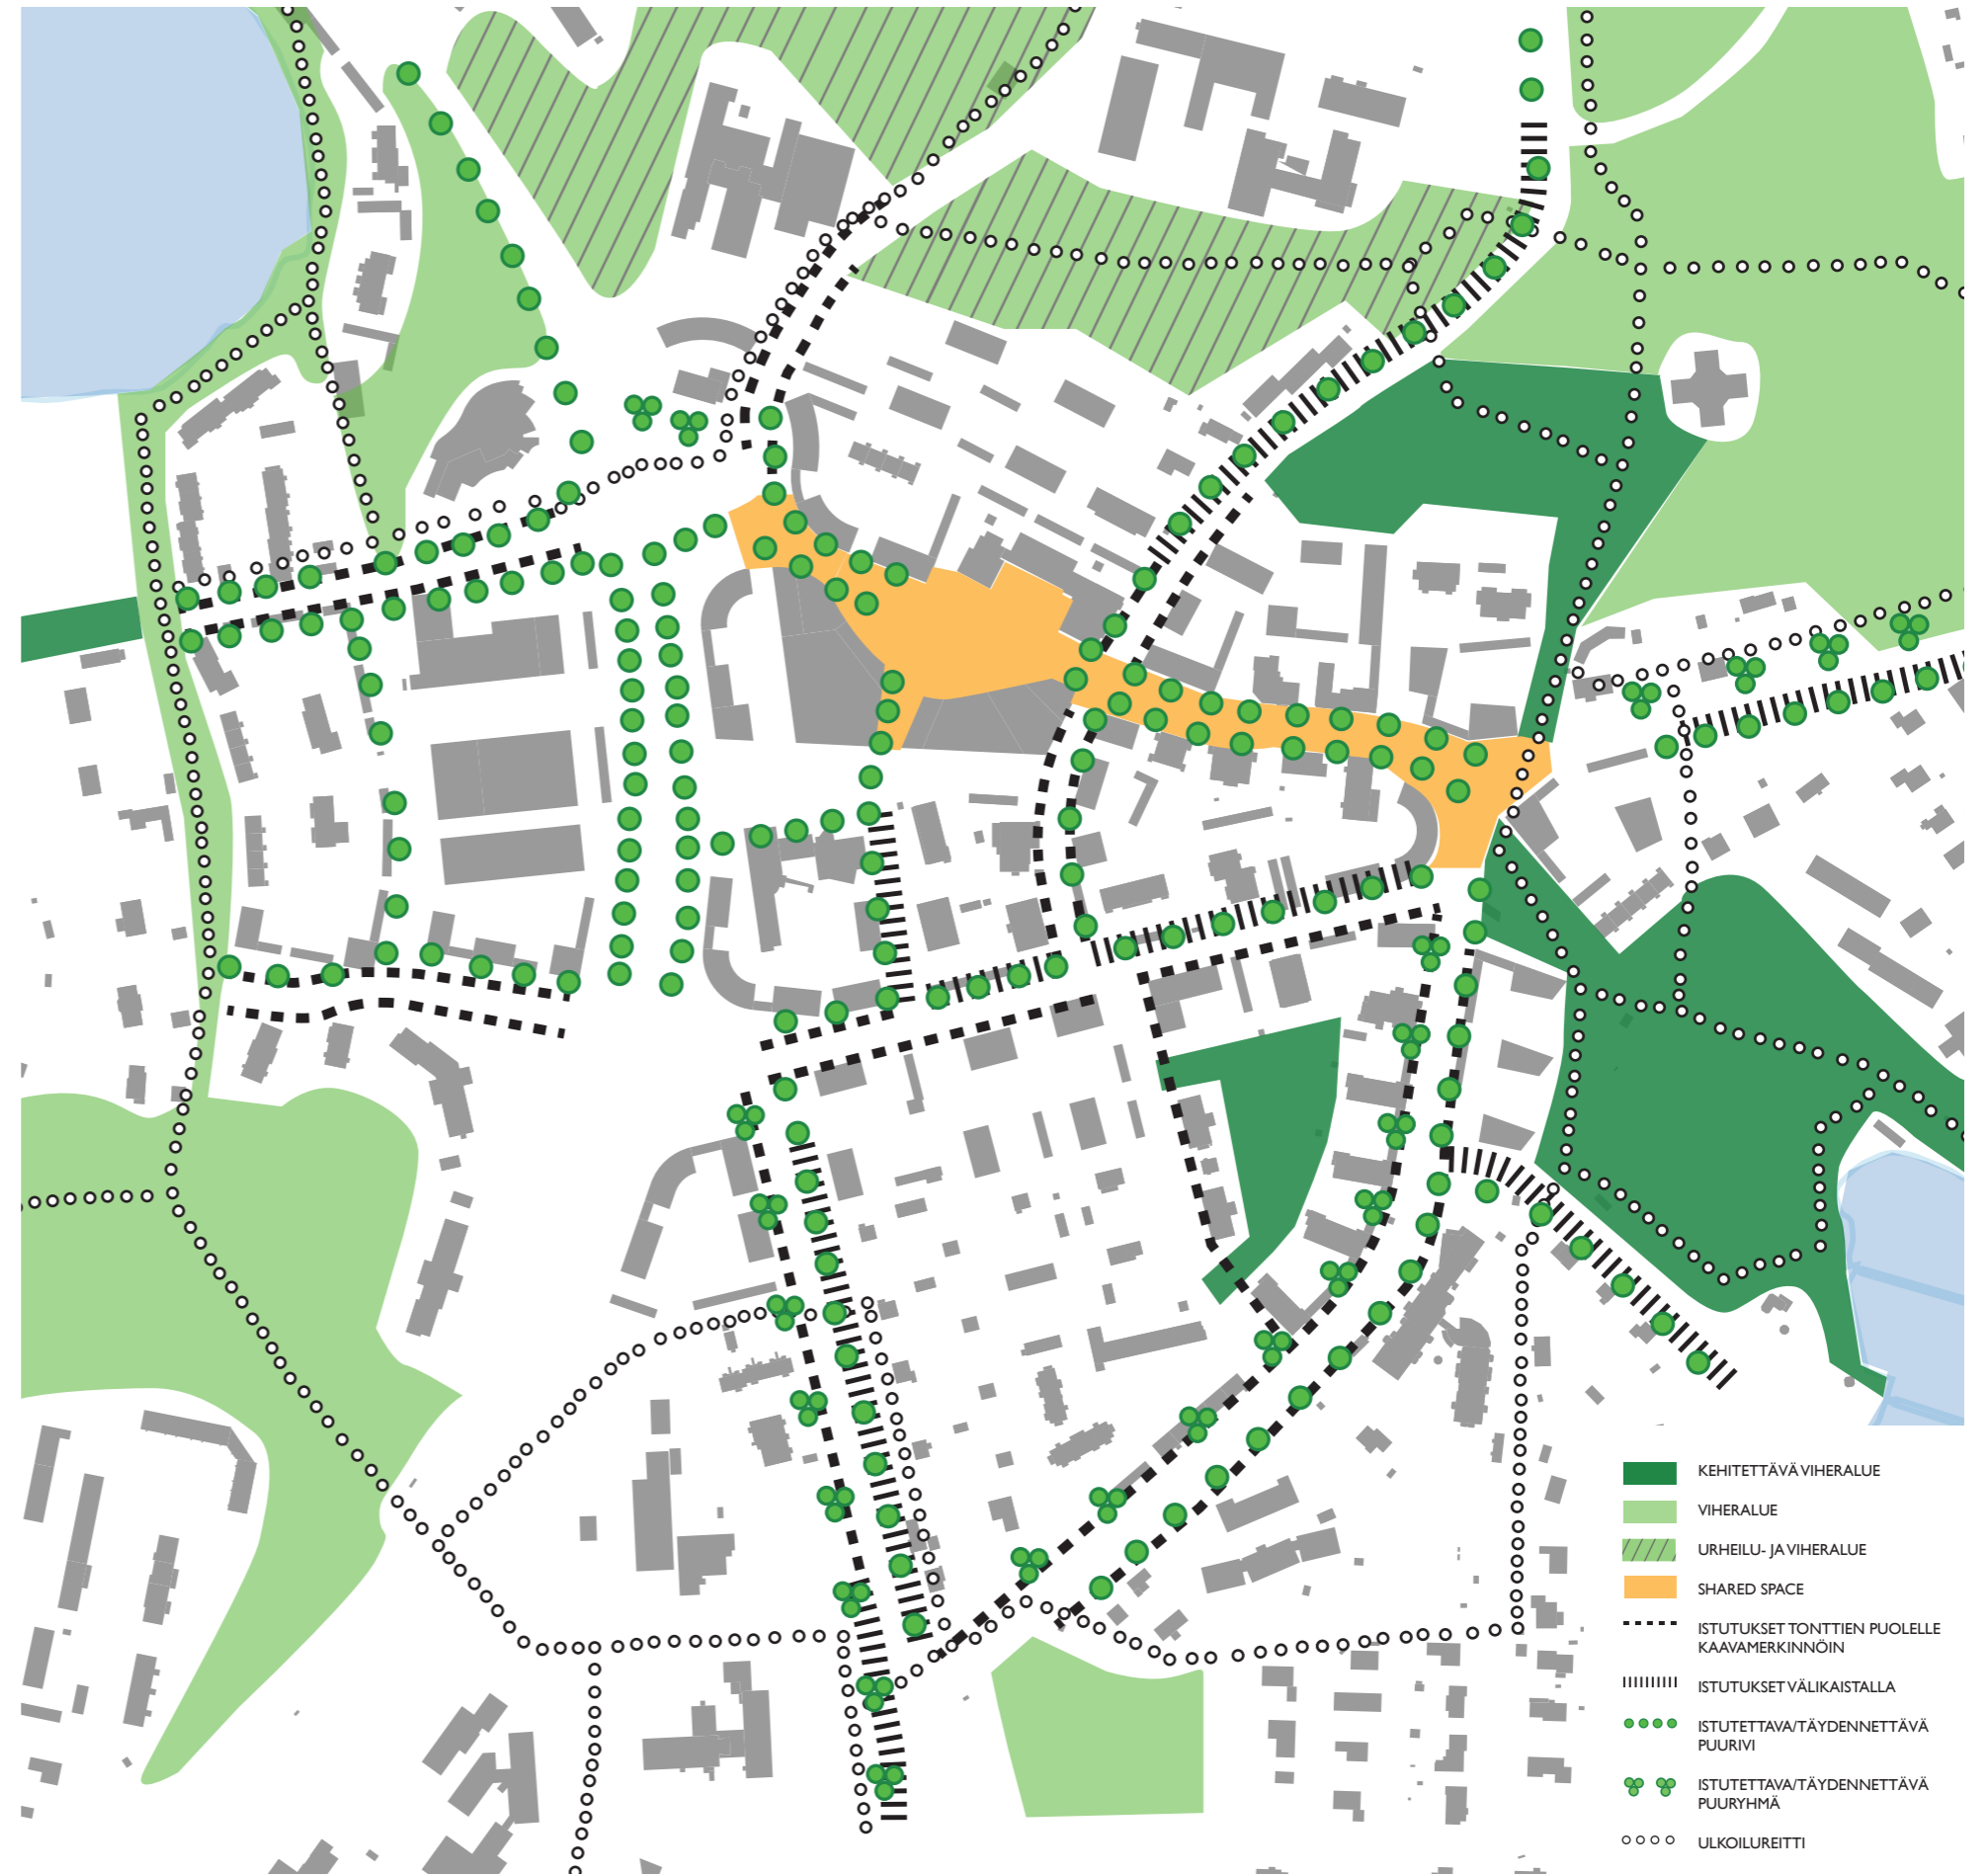 KEHITETTÄVÄ VIHERALUE
VIHERALUE
URHEILU- JA VIHERALUE
SHARED SPACE
ISTUTUKSET TONTTIEN PUOLELLE
KAAVAMERKINNÖIN
ISTUTUKSET VÄLIKAISTALLA
ISTUTETTAVA/TÄYDENNETTÄVÄ
PUURIVI
ISTUTETTAVA/TÄYDENNETTÄVÄ
PUURYHMÄ
ULKOILUREITTI